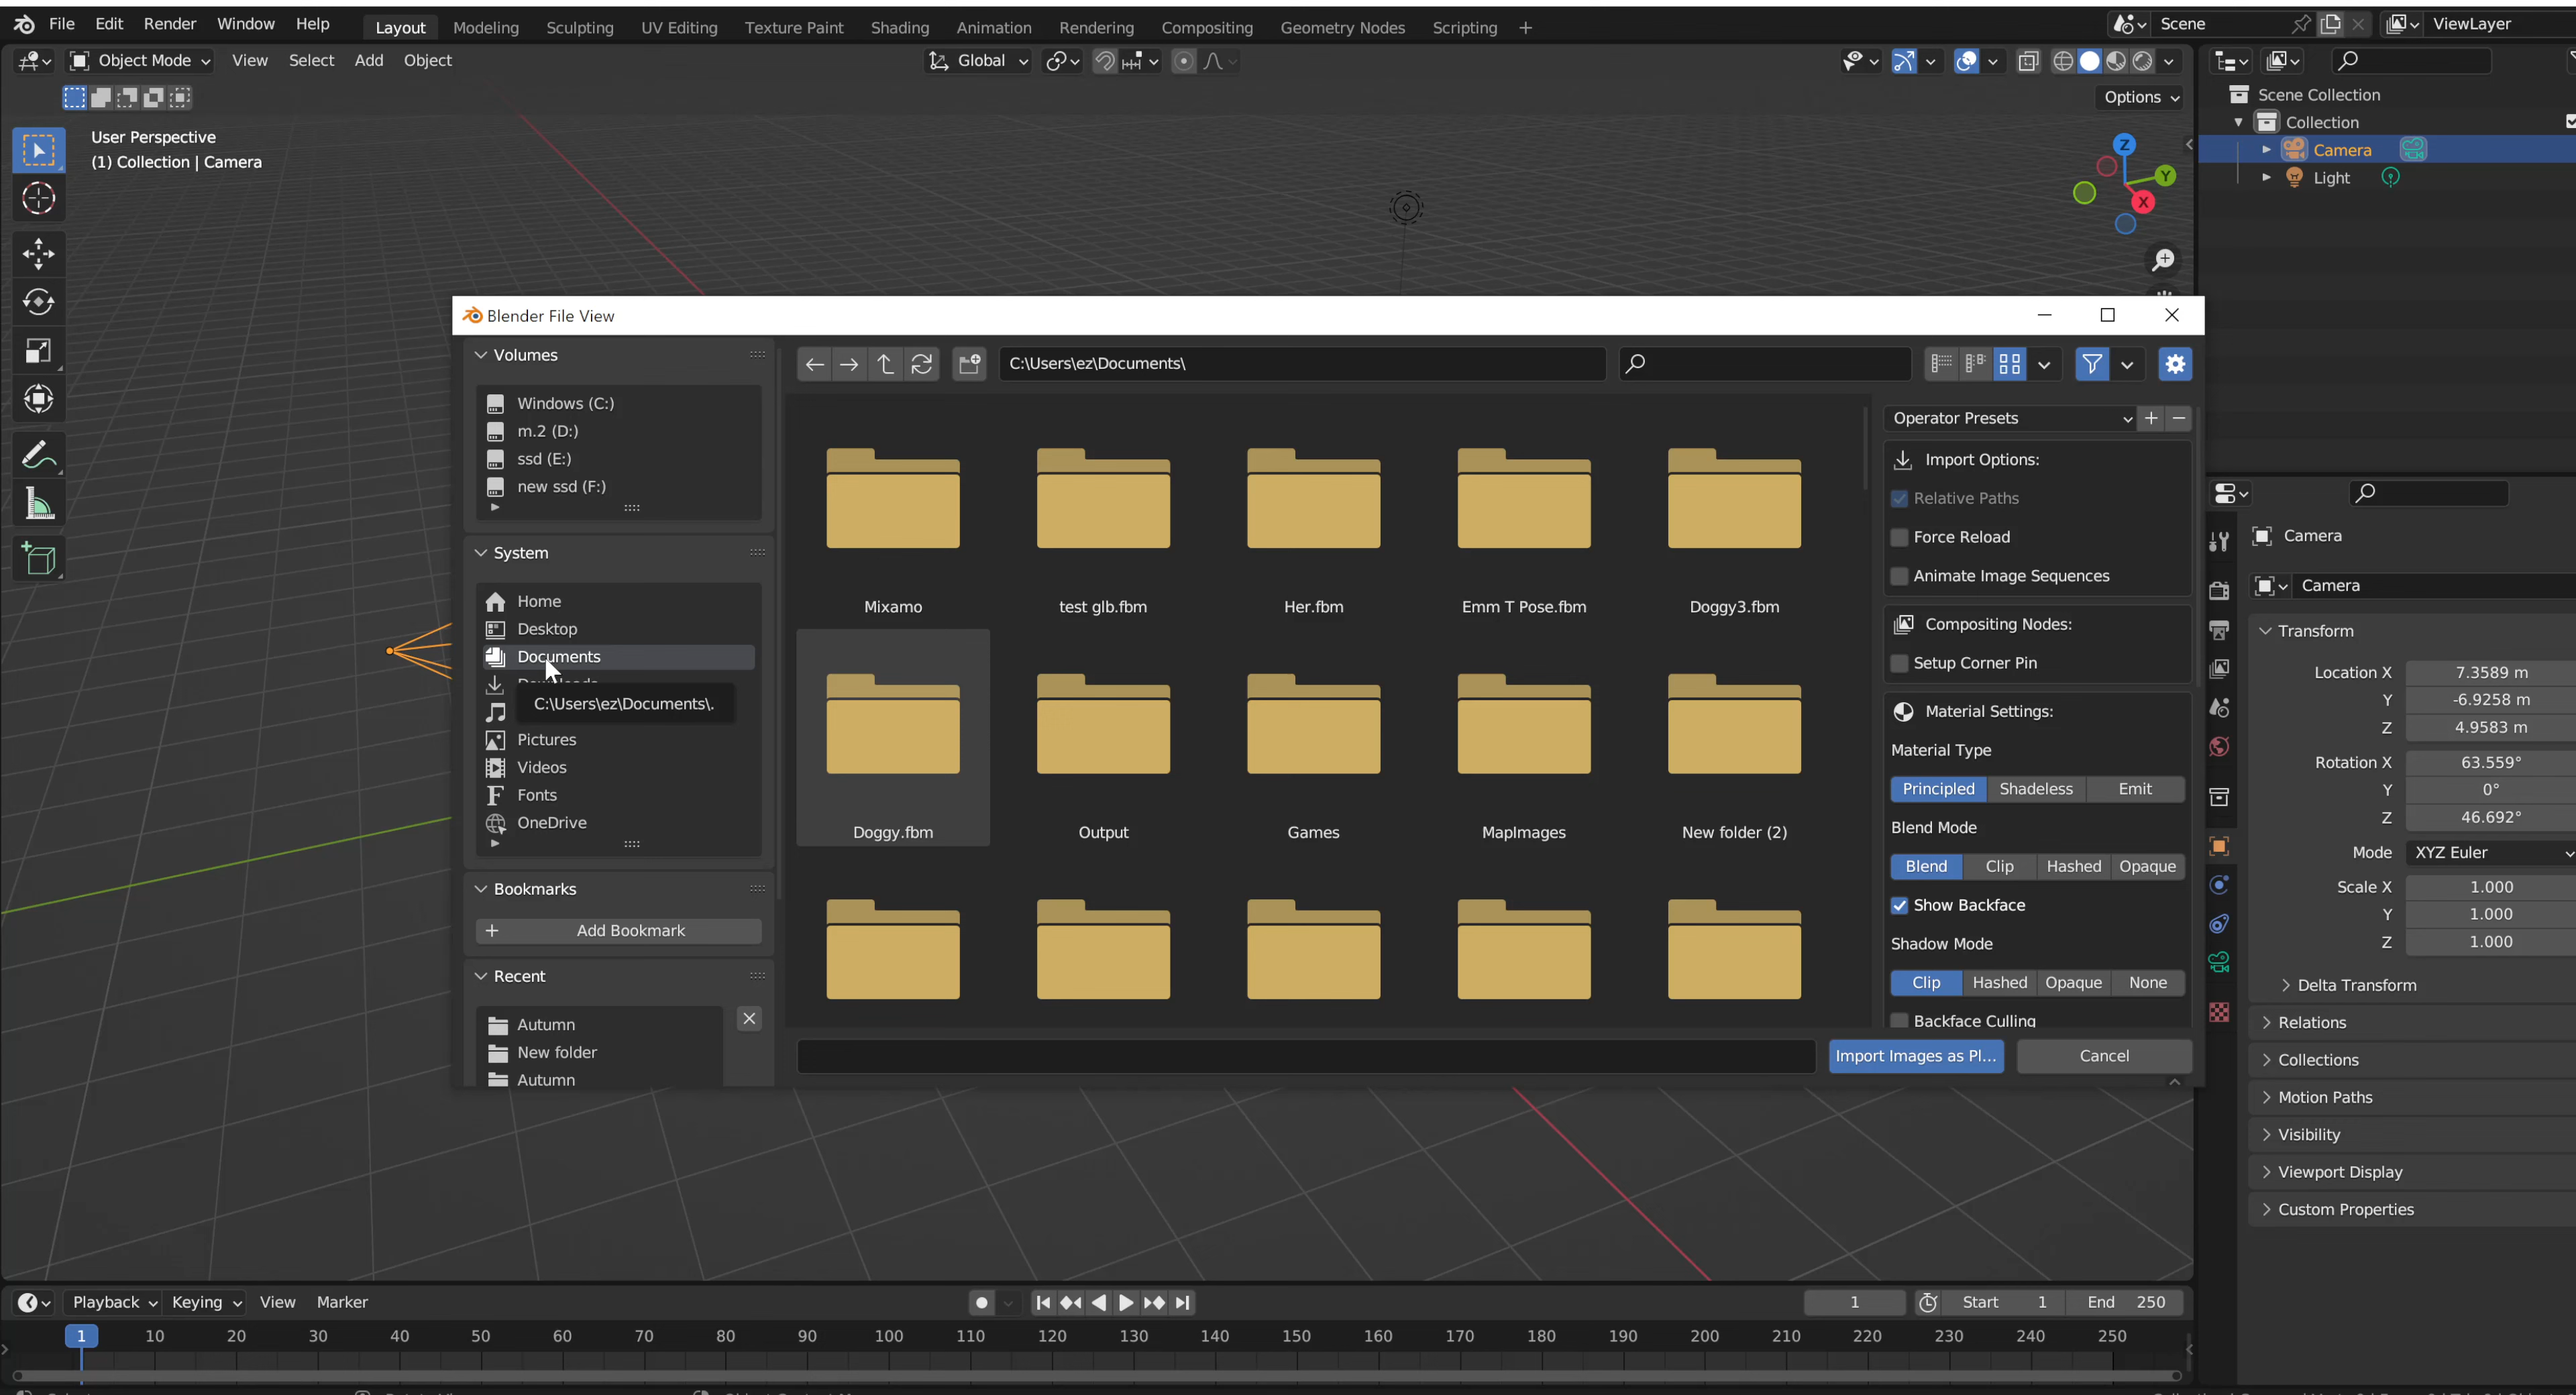 File Edit Render Window Help Layout Modeling Sculpting UV Editing Texture Paint Shading Animation Rendering Compositing Geometry Nodes Scripting + Scene ViewLayer
Object Mode View Select Add Object Global
Options
User Perspective
(1) Collection | Camera
Z
Y
X
Scene Collection
Collection
Camera
Light
Blender File View
Volumes
Windows (C:)
m.2 (D:)
ssd (E:)
new ssd (F:)
System
Home
Desktop
Documents
C:\Users\ez\Documents\.
Pictures
Videos
Fonts
OneDrive
Bookmarks
Add Bookmark
Recent
Autumn
New folder
Autumn
C:\Users\ez\Documents\
Mixamo test glb.fbm Her.fbm Emm T Pose.fbm Doggy3.fbm
Doggy.fbm Output Games MapImages New folder (2)
Operator Presets
Import Options:
Relative Paths
Force Reload
Animate Image Sequences
Compositing Nodes:
Setup Corner Pin
Material Settings:
Material Type
Principled Shadeless Emit
Blend Mode
Blend Clip Hashed Opaque
Show Backface
Shadow Mode
Clip Hashed Opaque None
Backface Culling
Import Images as Pl... Cancel
Camera
Camera
Transform
Location X 7.3589 m
Y -6.9258 m
Z 4.9583 m
Rotation X 63.559°
Y 0°
Z 46.692°
Mode XYZ Euler
Scale X 1.000
Y 1.000
Z 1.000
Delta Transform
Relations
Collections
Motion Paths
Visibility
Viewport Display
Custom Properties
Playback Keying View Marker 1 Start 1 End 250
1 10 20 30 40 50 60 70 80 90 100 110 120 130 140 150 160 170 180 190 200 210 220 230 240 250